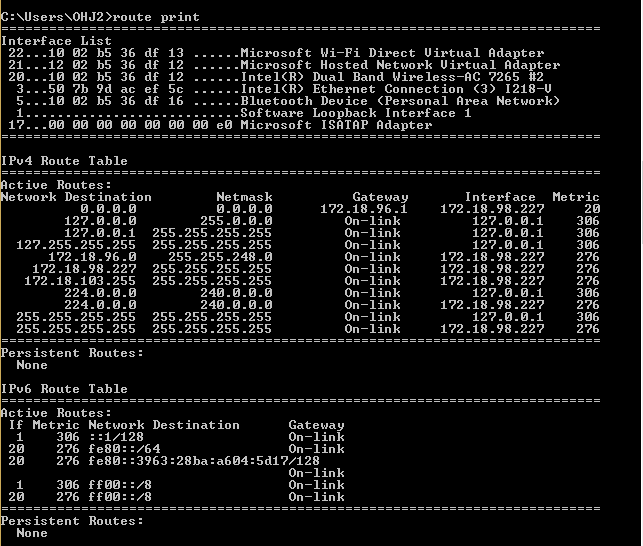 C:\Users\OHJ2>route print
===========================================================================
Interface List
 22...10 02 b5 36 df 13 ......Microsoft Wi-Fi Direct Virtual Adapter
 21...12 02 b5 36 df 12 ......Microsoft Hosted Network Virtual Adapter
 20...10 02 b5 36 df 12 ......Intel(R) Dual Band Wireless-AC 7265 #2
  3...50 7b 9d ac ef 5c ......Intel(R) Ethernet Connection (3) I218-V
  5...10 02 b5 36 df 16 ......Bluetooth Device (Personal Area Network)
  1...........................Software Loopback Interface 1
 17...00 00 00 00 00 00 00 e0 Microsoft ISATAP Adapter
===========================================================================
IPv4 Route Table
===========================================================================
Active Routes:
Network Destination        Netmask          Gateway       Interface  Metric
          0.0.0.0          0.0.0.0      172.18.96.1    172.18.98.227     20
        127.0.0.0        255.0.0.0         On-link         127.0.0.1    306
        127.0.0.1  255.255.255.255         On-link         127.0.0.1    306
  127.255.255.255  255.255.255.255         On-link         127.0.0.1    306
      172.18.96.0    255.255.248.0         On-link     172.18.98.227    276
    172.18.98.227  255.255.255.255         On-link     172.18.98.227    276
   172.18.103.255  255.255.255.255         On-link     172.18.98.227    276
        224.0.0.0        240.0.0.0         On-link         127.0.0.1    306
        224.0.0.0        240.0.0.0         On-link     172.18.98.227    276
  255.255.255.255  255.255.255.255         On-link         127.0.0.1    306
  255.255.255.255  255.255.255.255         On-link     172.18.98.227    276
===========================================================================
Persistent Routes:
  None
IPv6 Route Table
===========================================================================
Active Routes:
 If Metric Network Destination      Gateway
  1    306 ::1/128                  On-link
 20    276 fe80::/64                On-link
 20    276 fe80::3963:28ba:a604:5d17/128
                                    On-link
  1    306 ff00::/8                 On-link
 20    276 ff00::/8                 On-link
===========================================================================
Persistent Routes:
  None